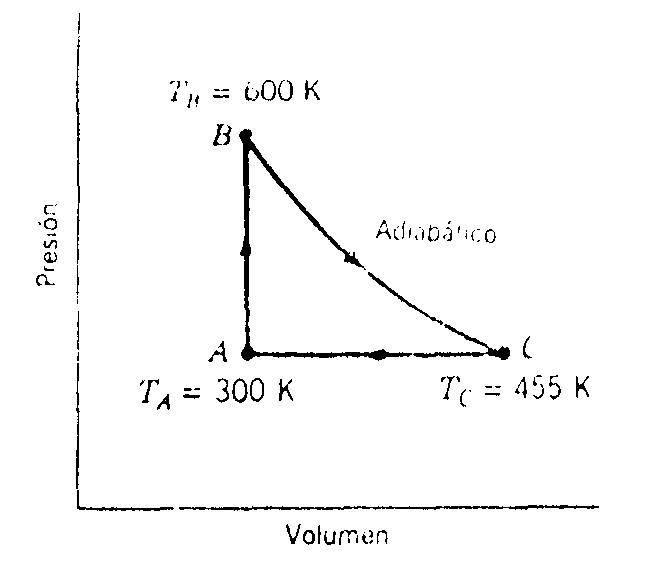 T_B = 600 K
B
Adiabático
Presión
A
C
T_A = 300 K
T_C = 455 K
Volumen